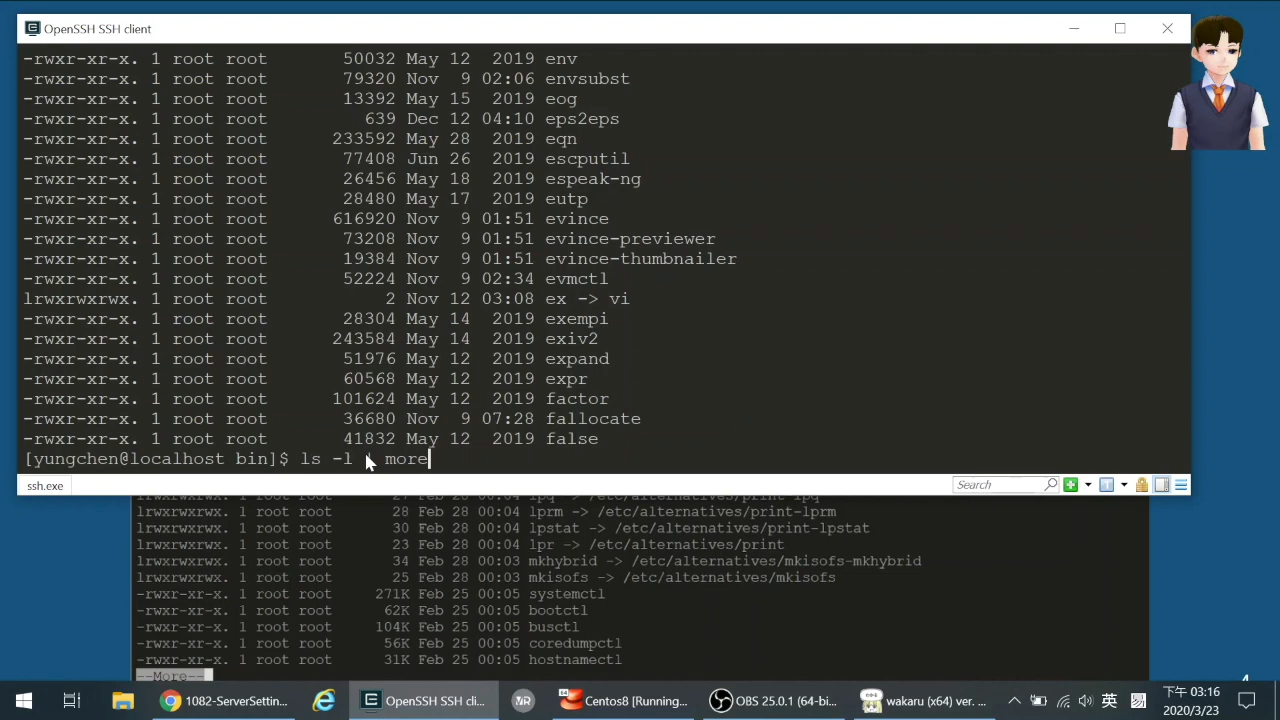 OpenSSH SSH client
-rwxr-xr-x. 1 root root 50032 May 12 2019 env
-rwxr-xr-x. 1 root root 79320 Nov 9 02:06 envsubst
-rwxr-xr-x. 1 root root 13392 May 15 2019 eog
-rwxr-xr-x. 1 root root 639 Dec 12 04:10 eps2eps
-rwxr-xr-x. 1 root root 233592 May 28 2019 eqn
-rwxr-xr-x. 1 root root 77408 Jun 26 2019 escputil
-rwxr-xr-x. 1 root root 26456 May 18 2019 espeak-ng
-rwxr-xr-x. 1 root root 28480 May 17 2019 eutp
-rwxr-xr-x. 1 root root 616920 Nov 9 01:51 evince
-rwxr-xr-x. 1 root root 73208 Nov 9 01:51 evince-previewer
-rwxr-xr-x. 1 root root 19384 Nov 9 01:51 evince-thumbnailer
-rwxr-xr-x. 1 root root 52224 Nov 9 02:34 evmctl
lrwxrwxrwx. 1 root root 2 Nov 12 03:08 ex -> vi
-rwxr-xr-x. 1 root root 28304 May 14 2019 exempi
-rwxr-xr-x. 1 root root 243584 May 14 2019 exiv2
-rwxr-xr-x. 1 root root 51976 May 12 2019 expand
-rwxr-xr-x. 1 root root 60568 May 12 2019 expr
-rwxr-xr-x. 1 root root 101624 May 12 2019 factor
-rwxr-xr-x. 1 root root 36680 Nov 9 07:28 fallocate
-rwxr-xr-x. 1 root root 41832 May 12 2019 false
[yungchen@localhost bin]$ ls -l | more
ssh.exe
Search
lrwxrwxrwx. 1 root root 27 Feb 28 00:04 lpq -> /etc/alternatives/print-lpq
lrwxrwxrwx. 1 root root 28 Feb 28 00:04 lprm -> /etc/alternatives/print-lprm
lrwxrwxrwx. 1 root root 30 Feb 28 00:04 lpstat -> /etc/alternatives/print-lpstat
lrwxrwxrwx. 1 root root 23 Feb 28 00:04 lpr -> /etc/alternatives/print
lrwxrwxrwx. 1 root root 34 Feb 28 00:03 mkhybrid -> /etc/alternatives/mkisofs-mkhybrid
lrwxrwxrwx. 1 root root 25 Feb 28 00:03 mkisofs -> /etc/alternatives/mkisofs
-rwxr-xr-x. 1 root root 271K Feb 25 00:05 systemctl
-rwxr-xr-x. 1 root root 62K Feb 25 00:05 bootctl
-rwxr-xr-x. 1 root root 104K Feb 25 00:05 busctl
-rwxr-xr-x. 1 root root 56K Feb 25 00:05 coredumpctl
-rwxr-xr-x. 1 root root 31K Feb 25 00:05 hostnamectl
--More--
1082-ServerSettin...
OpenSSH SSH cli...
Centos8 [Running...
OBS 25.0.1 (64-bi...
wakaru (x64) ver. ...
英
下午 03:16
2020/3/23